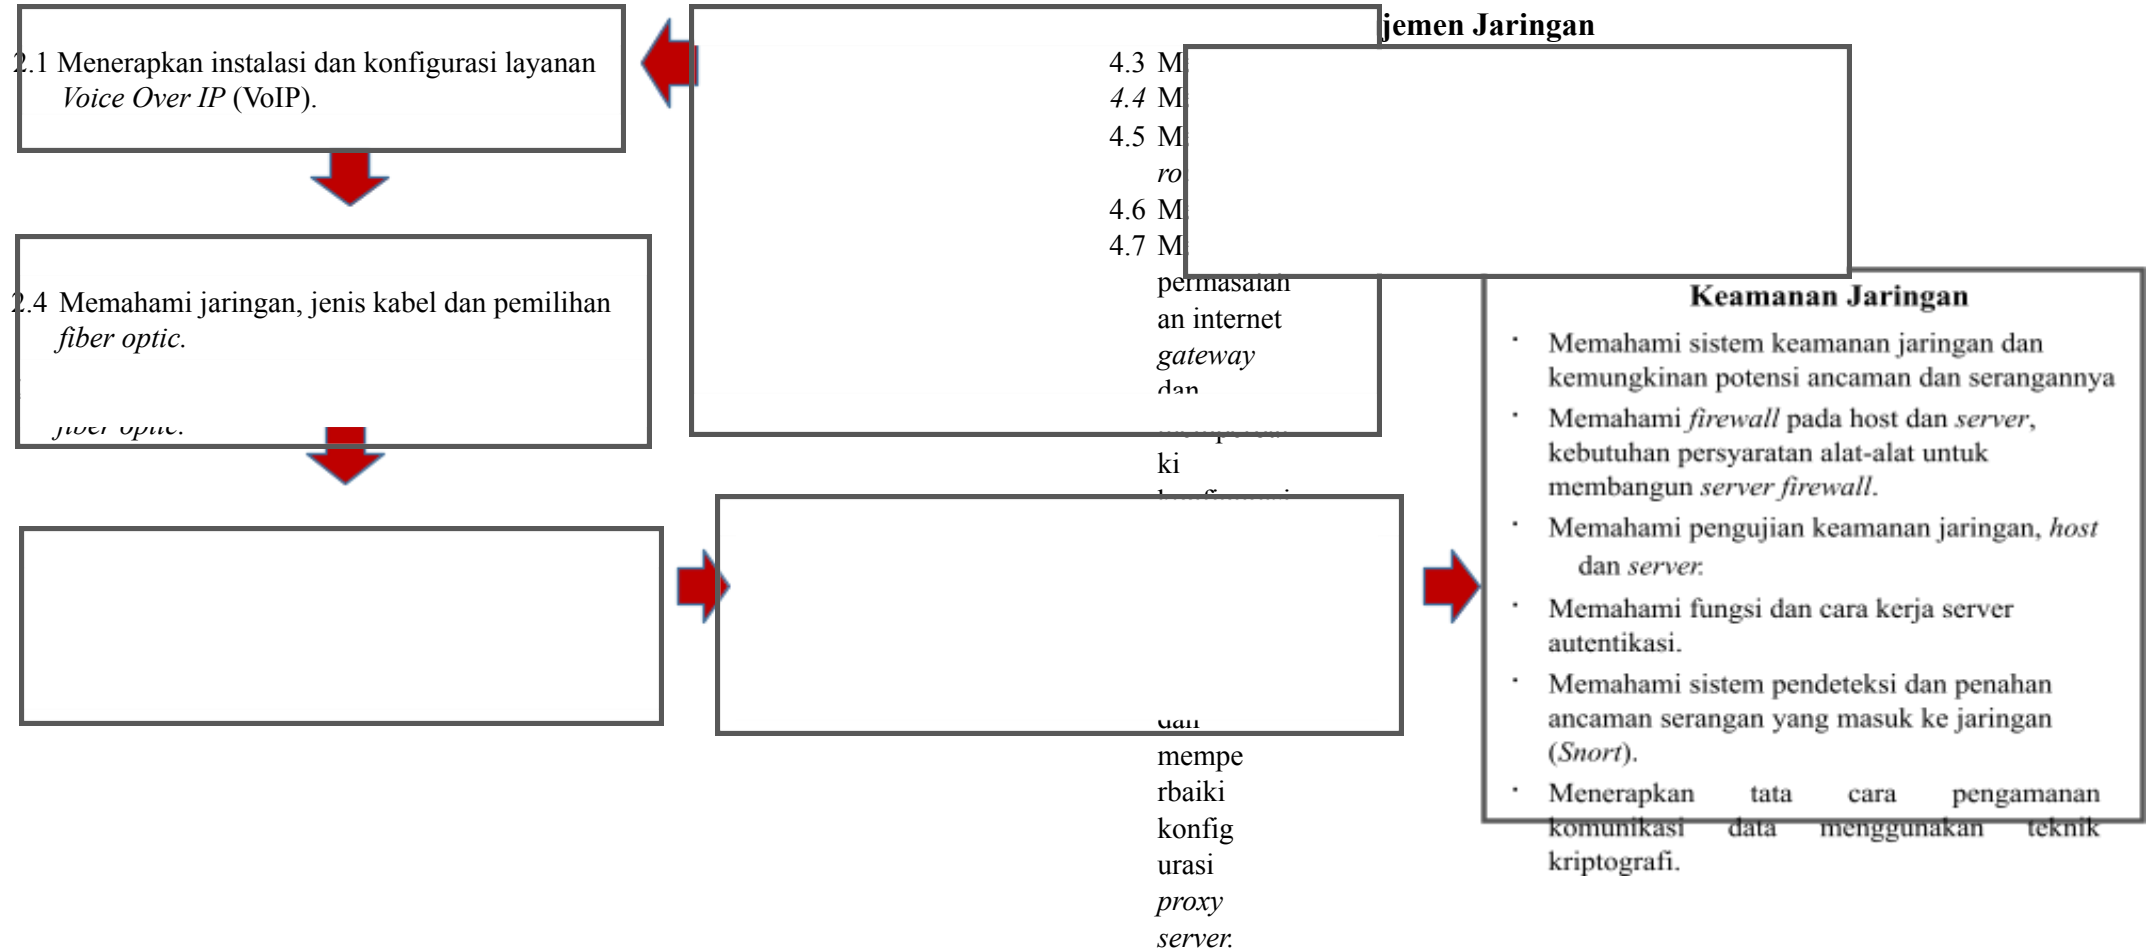 2.1 Menerapkan instalasi dan konfigurasi layanan
Voice Over IP (VoIP).
2.4 Memahami jaringan, jenis kabel dan pemilihan
fiber optic.
fiber optic.
jemen Jaringan
4.3 M
4.4 M
4.5 M
ro
4.6 M
4.7 M
permasalah
an internet
gateway
dan
ki
dan
mempe
rbaiki
konfig
urasi
proxy
server.
Keamanan Jaringan
· Memahami sistem keamanan jaringan dan
kemungkinan potensi ancaman dan serangannya
· Memahami firewall pada host dan server,
kebutuhan persyaratan alat-alat untuk
membangun server firewall.
· Memahami pengujian keamanan jaringan, host
dan server.
· Memahami fungsi dan cara kerja server
autentikasi.
· Memahami sistem pendeteksi dan penahan
ancaman serangan yang masuk ke jaringan
(Snort).
· Menerapkan tata cara pengamanan
komunikasi data menggunakan teknik
kriptografi.